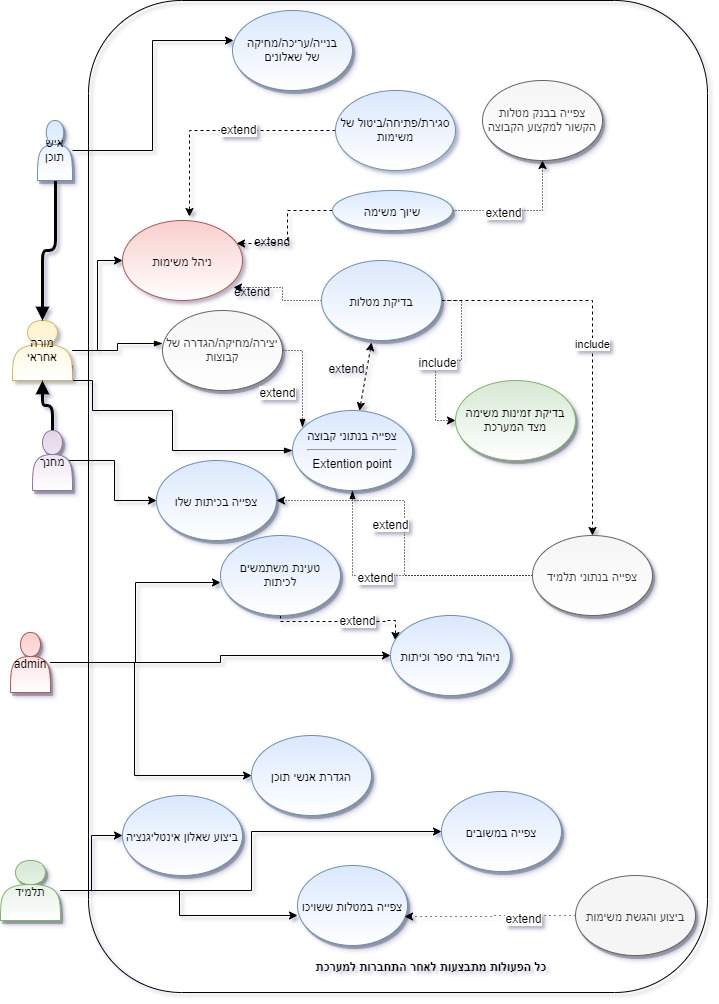 בנייה/עריכה/מחיקה
של שאלונים
סגירת/פתיחה/ביטול של
משימות
צפייה בבנק מטלות
הקשור למקצוע הקבוצה
extend
איש
תוכן
שיוך משימה
extend
extend
ניהל משימות
extend
בדיקת מטלות
מורה
אחראי
יצירה/מחיקה/הגדרה של
קבוצות
include
extend
include
extend
בדיקת זמינות משימה
מצד המערכת
צפייה בנתוני קבוצה
Extention point
מחנך
צפייה בכיתות שלו
extend
טעינת משתמשים
לכיתות
extend
צפייה בנתוני תלמיד
extend
admin
ניהול בתי ספר וכיתות
הגדרת אנשי תוכן
ביצוע שאלון אינטליגנציה
צפייה במשובים
תלמיד
צפייה במטלות ששויכו
extend
ביצוע והגשת משימות
כל הפעולות מתבצעות לאחר התחברות למערכת